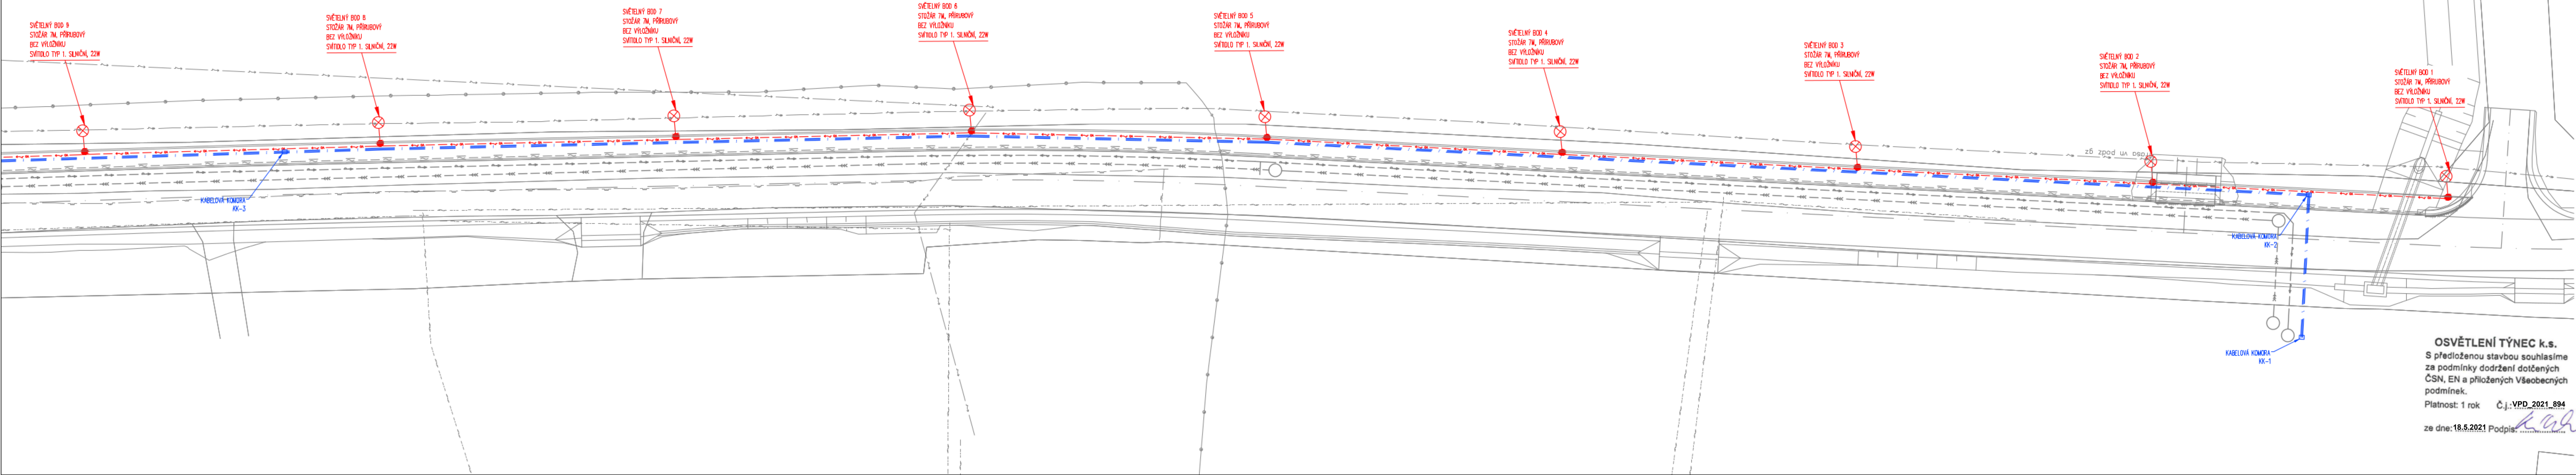 SVĚTELNÝ BOD 9
STOŽÁR 7M, PŘÍRUBOVÝ
BEZ VÝLOŽNÍKU
SVÍTIDLO TYP 1. SILNIČNÍ, 22W
SVĚTELNÝ BOD 8
STOŽÁR 7M, PŘÍRUBOVÝ
BEZ VÝLOŽNÍKU
SVÍTIDLO TYP 1. SILNIČNÍ, 22W
SVĚTELNÝ BOD 7
STOŽÁR 7M, PŘÍRUBOVÝ
BEZ VÝLOŽNÍKU
SVÍTIDLO TYP 1. SILNIČNÍ, 22W
SVĚTELNÝ BOD 6
STOŽÁR 7M, PŘÍRUBOVÝ
BEZ VÝLOŽNÍKU
SVÍTIDLO TYP 1. SILNIČNÍ, 22W
SVĚTELNÝ BOD 5
STOŽÁR 7M, PŘÍRUBOVÝ
BEZ VÝLOŽNÍKU
SVÍTIDLO TYP 1. SILNIČNÍ, 22W
SVĚTELNÝ BOD 4
STOŽÁR 7M, PŘÍRUBOVÝ
BEZ VÝLOŽNÍKU
SVÍTIDLO TYP 1. SILNIČNÍ, 22W
SVĚTELNÝ BOD 3
STOŽÁR 7M, PŘÍRUBOVÝ
BEZ VÝLOŽNÍKU
SVÍTIDLO TYP 1. SILNIČNÍ, 22W
SVĚTELNÝ BOD 2
STOŽÁR 7M, PŘÍRUBOVÝ
BEZ VÝLOŽNÍKU
SVÍTIDLO TYP 1. SILNIČNÍ, 22W
SVĚTELNÝ BOD 1
STOŽÁR 7M, PŘÍRUBOVÝ
BEZ VÝLOŽNÍKU
SVÍTIDLO TYP 1. SILNIČNÍ, 22W
vn podz gz
KABELOVÁ KOMORA
KK-3
KABELOVÁ KOMORA
KK-2
KABELOVÁ KOMORA
KK-1
OSVĚTLENÍ TÝNEC k.s.
S předloženou stavbou souhlasíme
za podmínky dodržení dotčených
ČSN, EN a přiložených Všeobecných
podmínek.
Platnost: 1 rok Č.j.: VPD_2021_894
ze dne: 18.5.2021 Podpis: